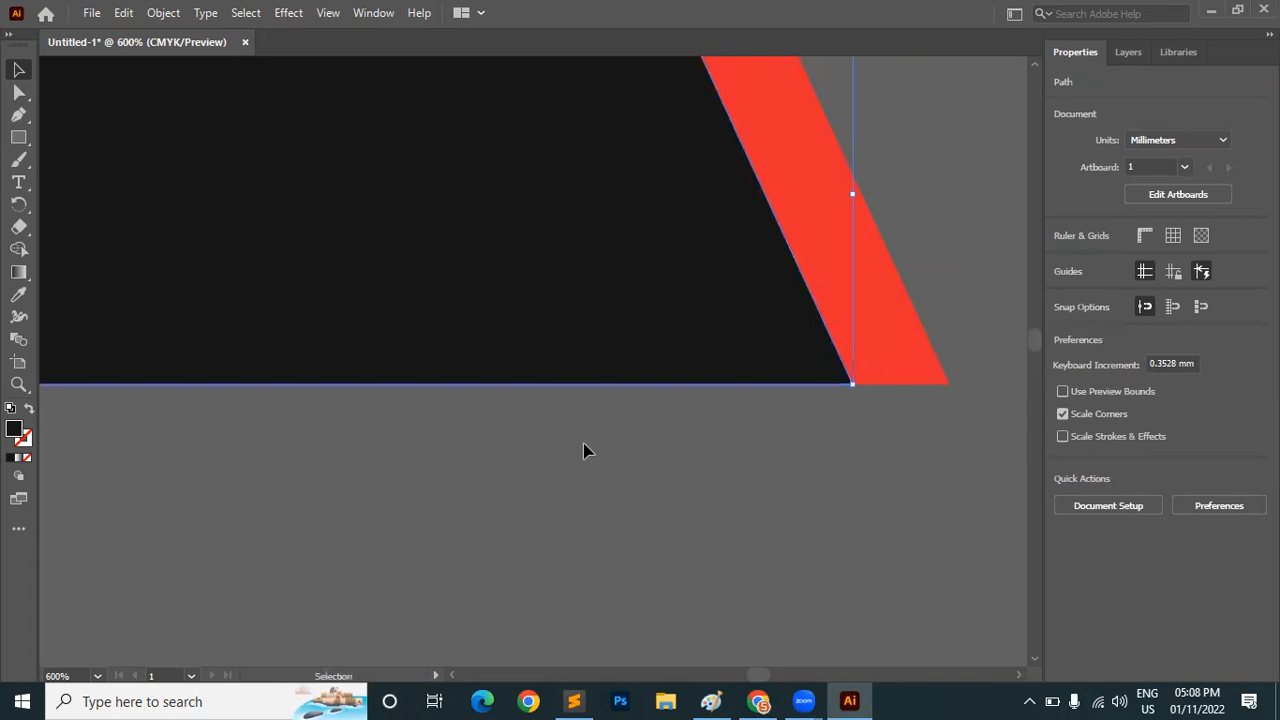 Ai File Edit Object Type Select Effect View Window Help Search Adobe Help
Untitled-1* @ 600% (CMYK/Preview) ×
Properties Layers Libraries
Path
Document
Units: Millimeters
Artboard: 1
Edit Artboards
Ruler & Grids
Guides
Snap Options
Preferences
Keyboard Increment: 0.3528 mm
Use Preview Bounds
Scale Corners
Scale Strokes & Effects
Quick Actions
Document Setup Preferences
600% 1 Selection
Type here to search Ps Ai ENG US 05:08 PM 01/11/2022